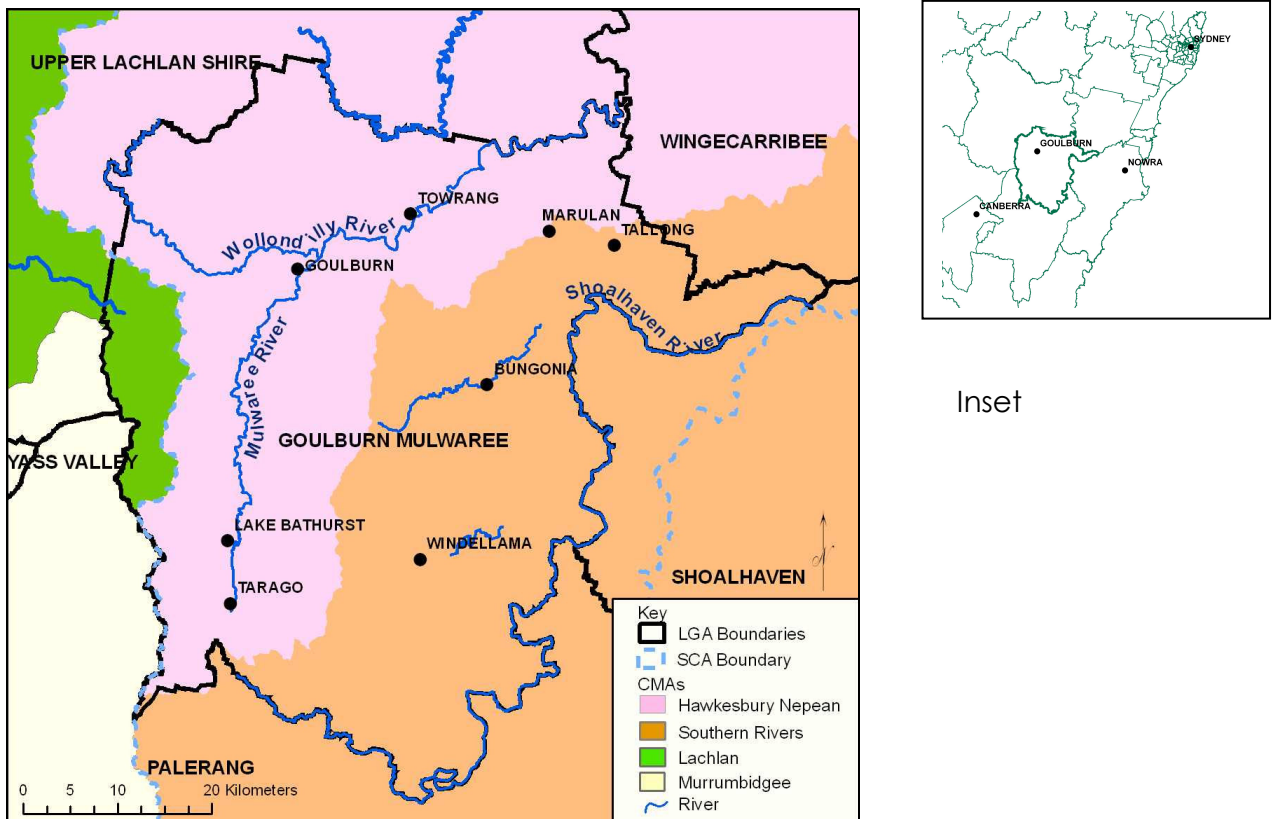 UPPER LACHLAN SHIRE
WINGECARRIBEE
TOWRANG
MARULAN
TALLONG
Wollondilly River
GOULBURN
Shoalhaven River
Mulwaree River
BUNGONIA
GOULBURN MULWAREE
YASS VALLEY
LAKE BATHURST
WINDELLAMA
TARAGO
SHOALHAVEN
N
PALERANG
0 5 10 20 Kilometers
Key
LGA Boundaries
SCA Boundary
CMAs
Hawkesbury Nepean
Southern Rivers
Lachlan
Murrumbidgee
River
SYDNEY
GOULBURN
NOWRA
CANBERRA
Inset